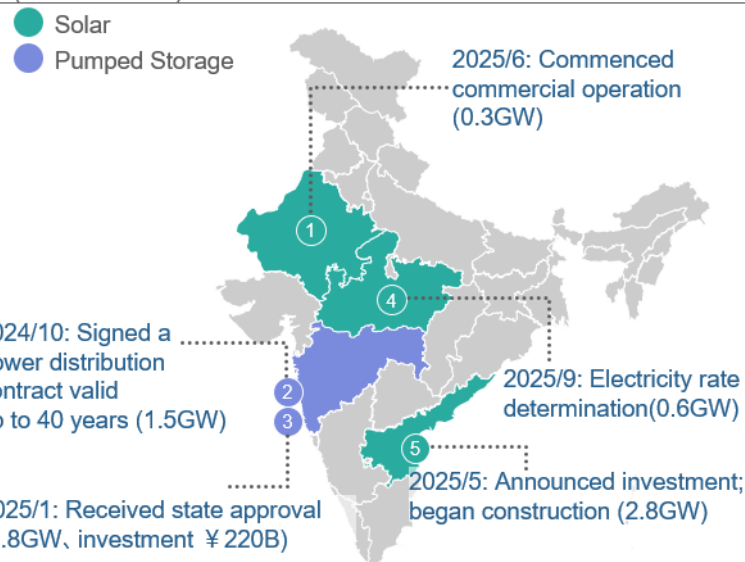 Solar
Pumped Storage
2025/6: Commenced
commercial operation
(0.3GW)
1
4
024/10: Signed a
ower distribution
ontract valid
o to 40 years (1.5GW)
2
3
2025/9: Electricity rate
determination(0.6GW)
5
025/1: Received state approval
.8GW、investment ¥220B)
2025/5: Announced investment;
began construction (2.8GW)